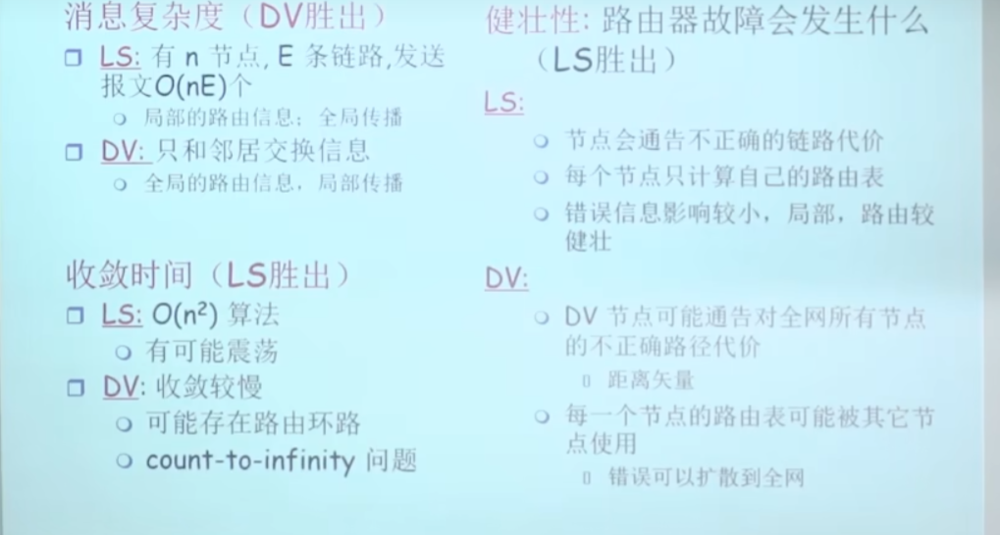 消息复杂度（DV胜出）
LS: 有 n 节点, E 条链路,发送
报文O(nE)个
局部的路由信息；全局传播
DV: 只和邻居交换信息
全局的路由信息，局部传播
收敛时间（LS胜出）
LS: O(n²) 算法
有可能震荡
DV: 收敛较慢
可能存在路由环路
count-to-infinity 问题
健壮性: 路由器故障会发生什么
（LS胜出）
LS:
节点会通告不正确的链路代价
每个节点只计算自己的路由表
错误信息影响较小，局部，路由较
健壮
DV:
DV 节点可能通告对全网所有节点
的不正确路径代价
距离矢量
每一个节点的路由表可能被其它节
点使用
错误可以扩散到全网